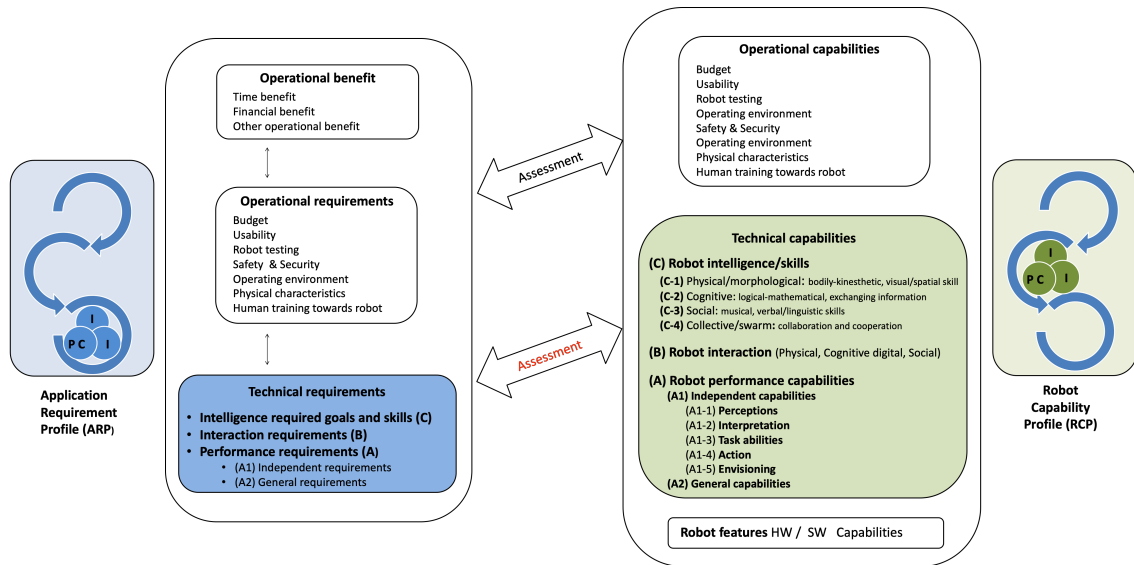 Operational benefit
Time benefit
Financial benefit
Other operational benefit
Operational requirements
Budget
Usability
Robot testing
Safety & Security
Operating environment
Physical characteristics
Human training towards robot
Technical requirements
• Intelligence required goals and skills (C)
• Interaction requirements (B)
• Performance requirements (A)
• (A1) Independent requirements
• (A2) General requirements
I
P C
I
Application
Requirement
Profile (ARP)
Assessment
Assessment
Operational capabilities
Budget
Usability
Robot testing
Operating environment
Safety & Security
Operating environment
Physical characteristics
Human training towards robot
Technical capabilities
(C) Robot intelligence/skills
(C-1) Physical/morphological: bodily-kinesthetic, visual/spatial skill
(C-2) Cognitive: logical-mathematical, exchanging information
(C-3) Social: musical, verbal/linguistic skills
(C-4) Collective/swarm: collaboration and cooperation
(B) Robot interaction (Physical, Cognitive digital, Social)
(A) Robot performance capabilities
(A1) Independent capabilities
(A1-1) Perceptions
(A1-2) Interpretation
(A1-3) Task abilities
(A1-4) Action
(A1-5) Envisioning
(A2) General capabilities
Robot features HW / SW Capabilities
I
P C
I
Robot
Capability
Profile (RCP)